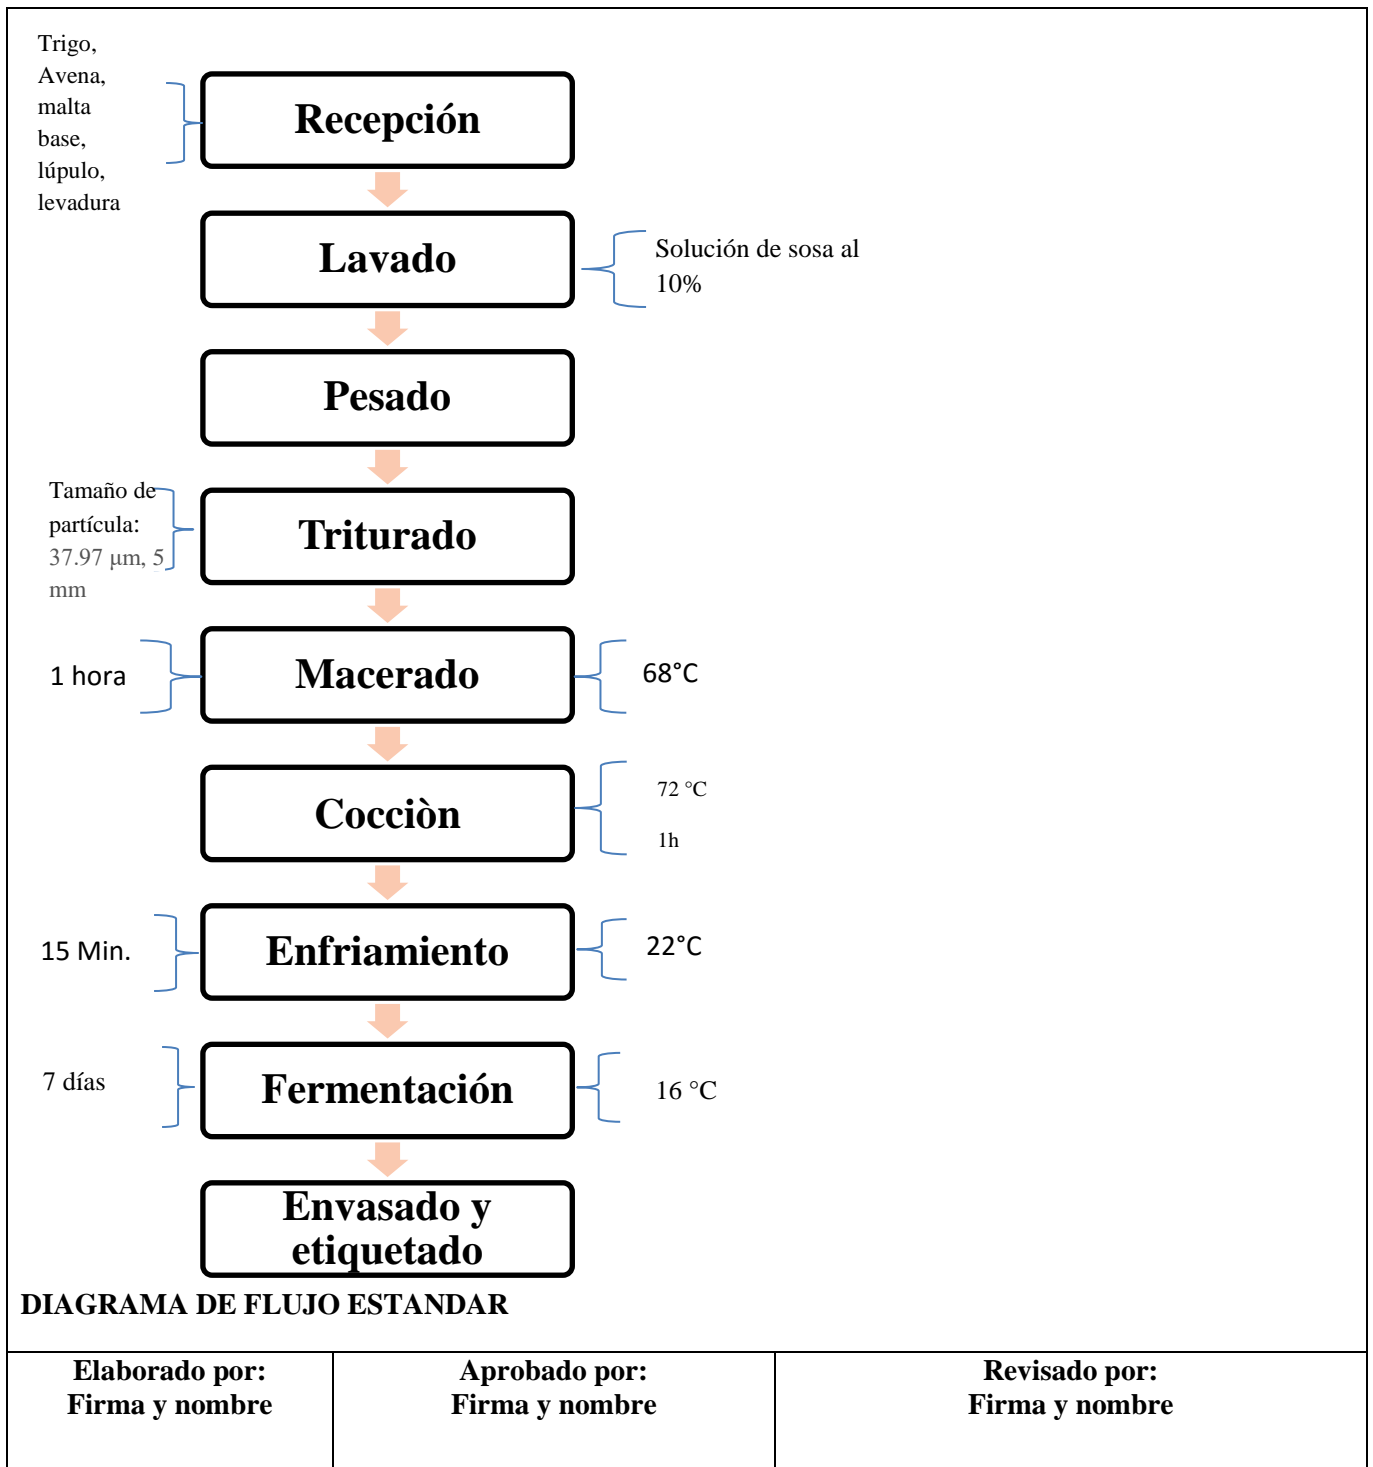 Trigo,
Avena,
malta
base,
lúpulo,
levadura
Recepción
Lavado
Solución de sosa al
10%
Pesado
Tamaño de
partícula:
37.97 μm, 5
mm
Triturado
1 hora
Macerado
68°C
Cocciòn
72 °C
1h
15 Min.
Enfriamiento
22°C
7 días
Fermentación
16 °C
Envasado y
etiquetado
DIAGRAMA DE FLUJO ESTANDAR
Elaborado por:
Firma y nombre
Aprobado por:
Firma y nombre
Revisado por:
Firma y nombre